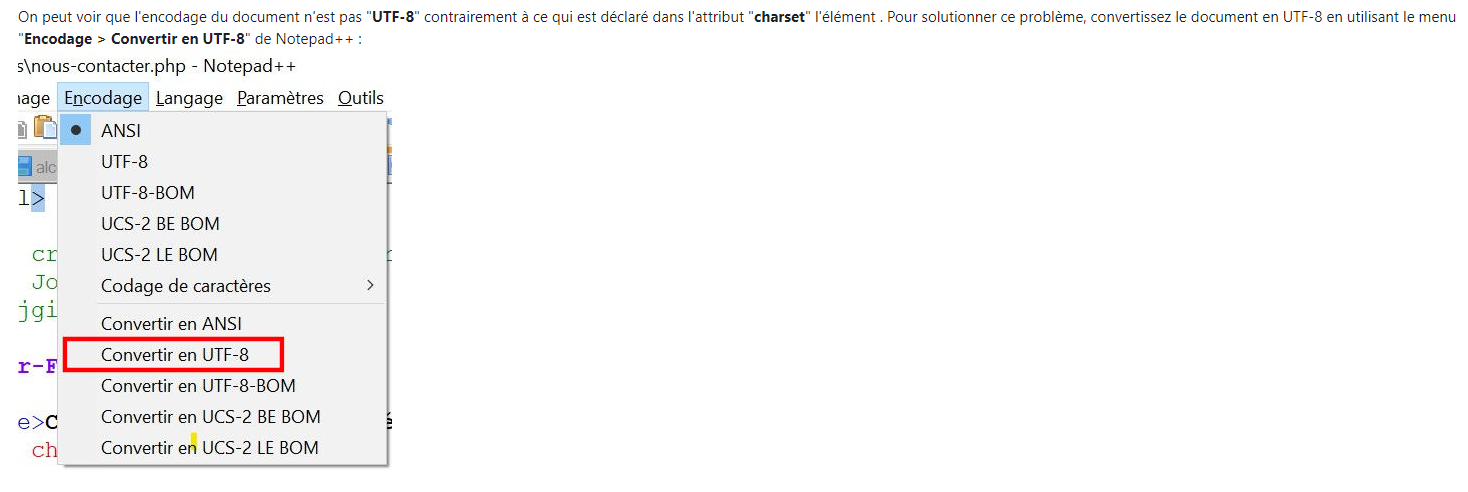 On peut voir que l'encodage du document n'est pas "UTF-8" contrairement à ce qui est déclaré dans l'attribut "charset" l'élément . Pour solutionner ce problème, convertissez le document en UTF-8 en utilisant le menu
"Encodage > Convertir en UTF-8" de Notepad++ :
s\nous-contacter.php - Notepad++
nage Encodage Langage Paramètres Outils
ANSI
alc UTF-8
UTF-8-BOM
l>
UCS-2 BE BOM
cr UCS-2 LE BOM
Jo Codage de caractères
jgi
Convertir en ANSI
Convertir en UTF-8
r-F
Convertir en UTF-8-BOM
e>C Convertir en UCS-2 BE BOM é
ch Convertir en UCS-2 LE BOM